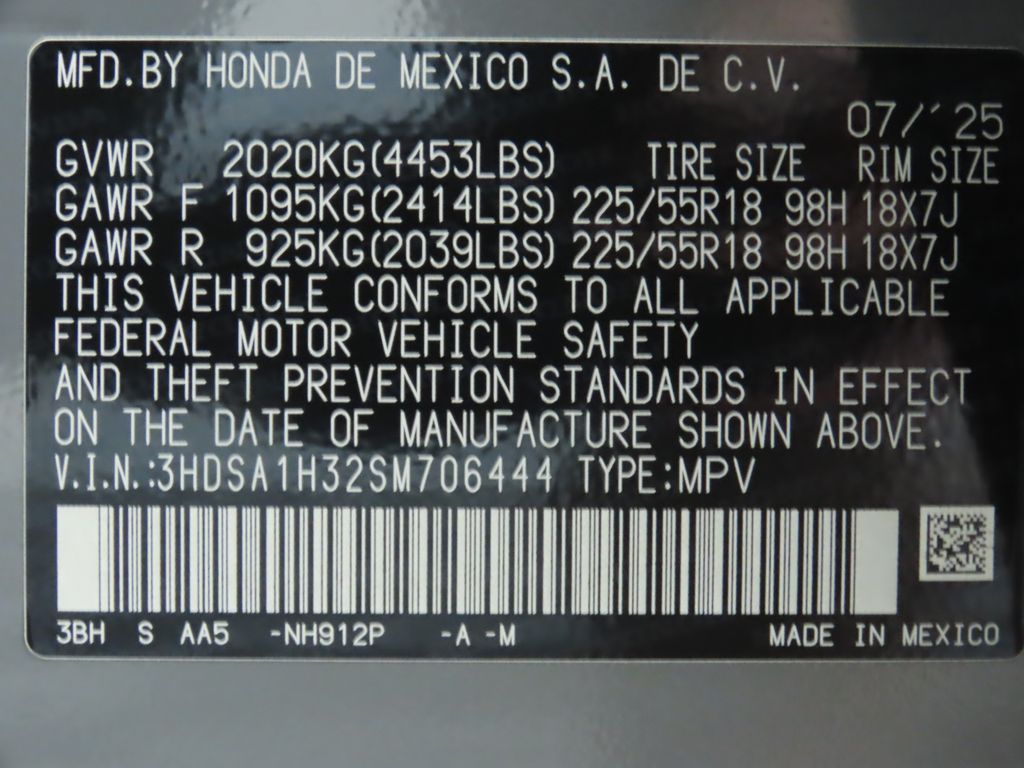 MFD.BY HONDA DE MEXICO S.A. DE C.V.
07/'25
GVWR 2020KG(4453LBS) TIRE SIZE RIM SIZE
GAWR F 1095KG(2414LBS) 225/55R18 98H 18X7J
GAWR R 925KG(2039LBS) 225/55R18 98H 18X7J
THIS VEHICLE CONFORMS TO ALL APPLICABLE
FEDERAL MOTOR VEHICLE SAFETY
AND THEFT PREVENTION STANDARDS IN EFFECT
ON THE DATE OF MANUFACTURE SHOWN ABOVE.
V.I.N.:3HDSA1H32SM706444 TYPE:MPV
3BH S AA5 -NH912P -A -M MADE IN MEXICO